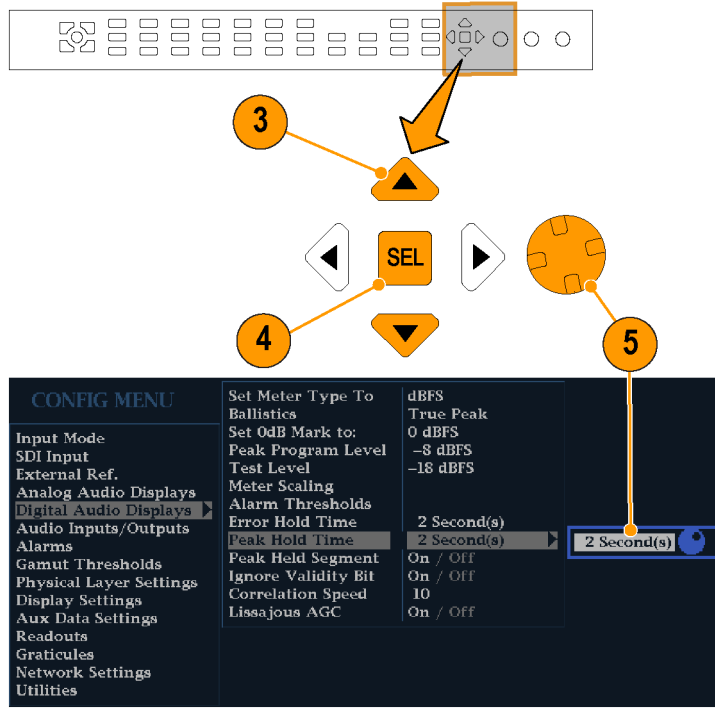 3
SEL
4
5
CONFIG MENU
Input Mode
SDI Input
External Ref.
Analog Audio Displays
Digital Audio Displays
Audio Inputs/Outputs
Alarms
Gamut Thresholds
Physical Layer Settings
Display Settings
Aux Data Settings
Readouts
Graticules
Network Settings
Utilities
Set Meter Type To dBFS
Ballistics True Peak
Set 0dB Mark to: 0 dBFS
Peak Program Level –8 dBFS
Test Level –18 dBFS
Meter Scaling
Alarm Thresholds
Error Hold Time 2 Second(s)
Peak Hold Time 2 Second(s)
Peak Held Segment On / Off
Ignore Validity Bit On / Off
Correlation Speed 10
Lissajous AGC On / Off
2 Second(s)